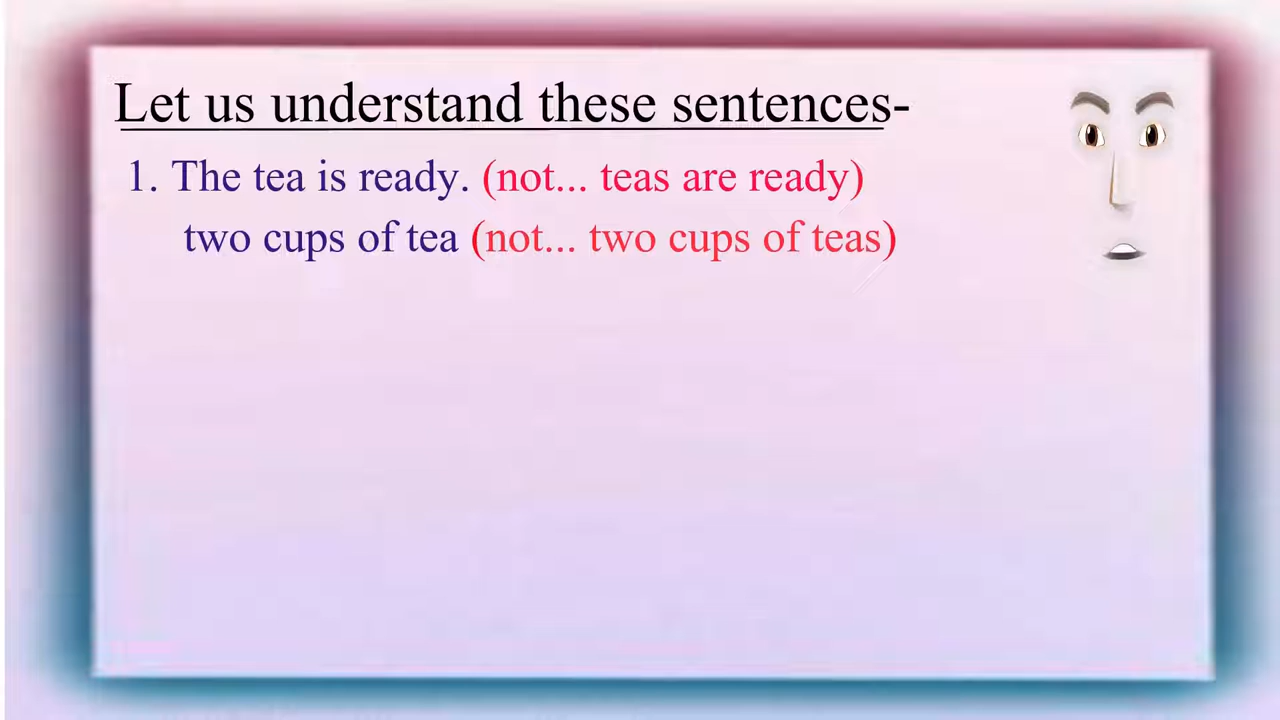 Let us understand these sentences-
1. The tea is ready. (not... teas are ready)
two cups of tea (not... two cups of teas)